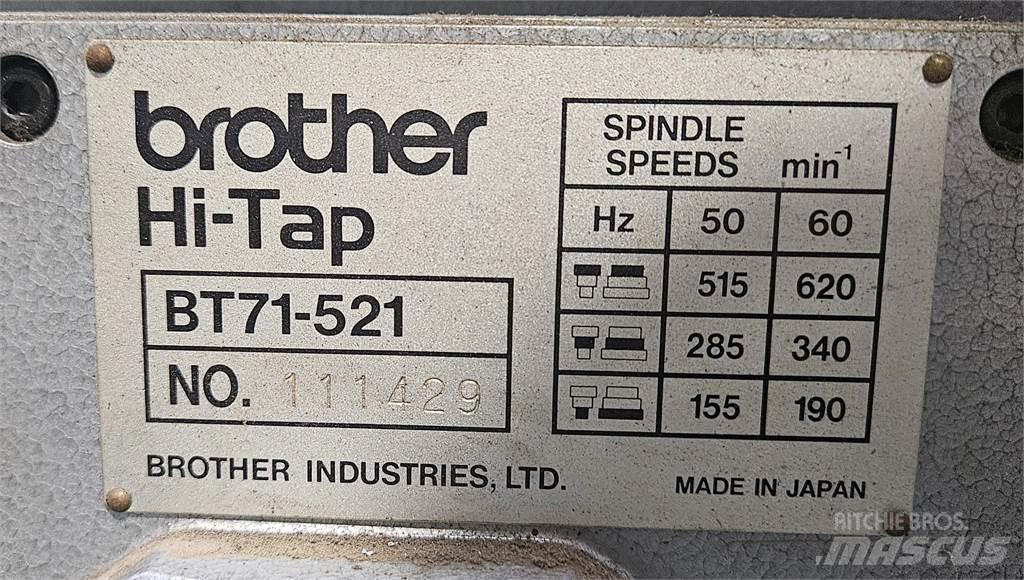 brother
Hi-Tap
BT71-521
NO. 111429
BROTHER INDUSTRIES, LTD.
SPINDLE
SPEEDS min-1
Hz 50 60
515 620
285 340
155 190
MADE IN JAPAN
RITCHIE BROS.
MASCUS